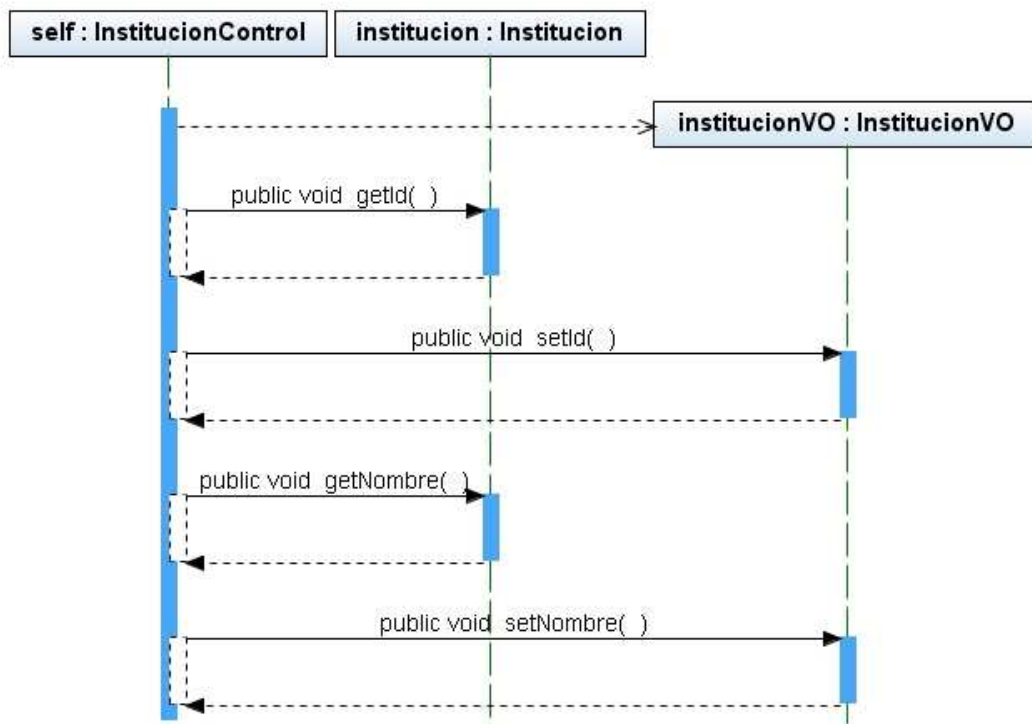 self : InstitucionControl
institucion : Institucion
institucionVO : InstitucionVO
public void getId( )
public void setId( )
public void getNombre( )
public void setNombre( )